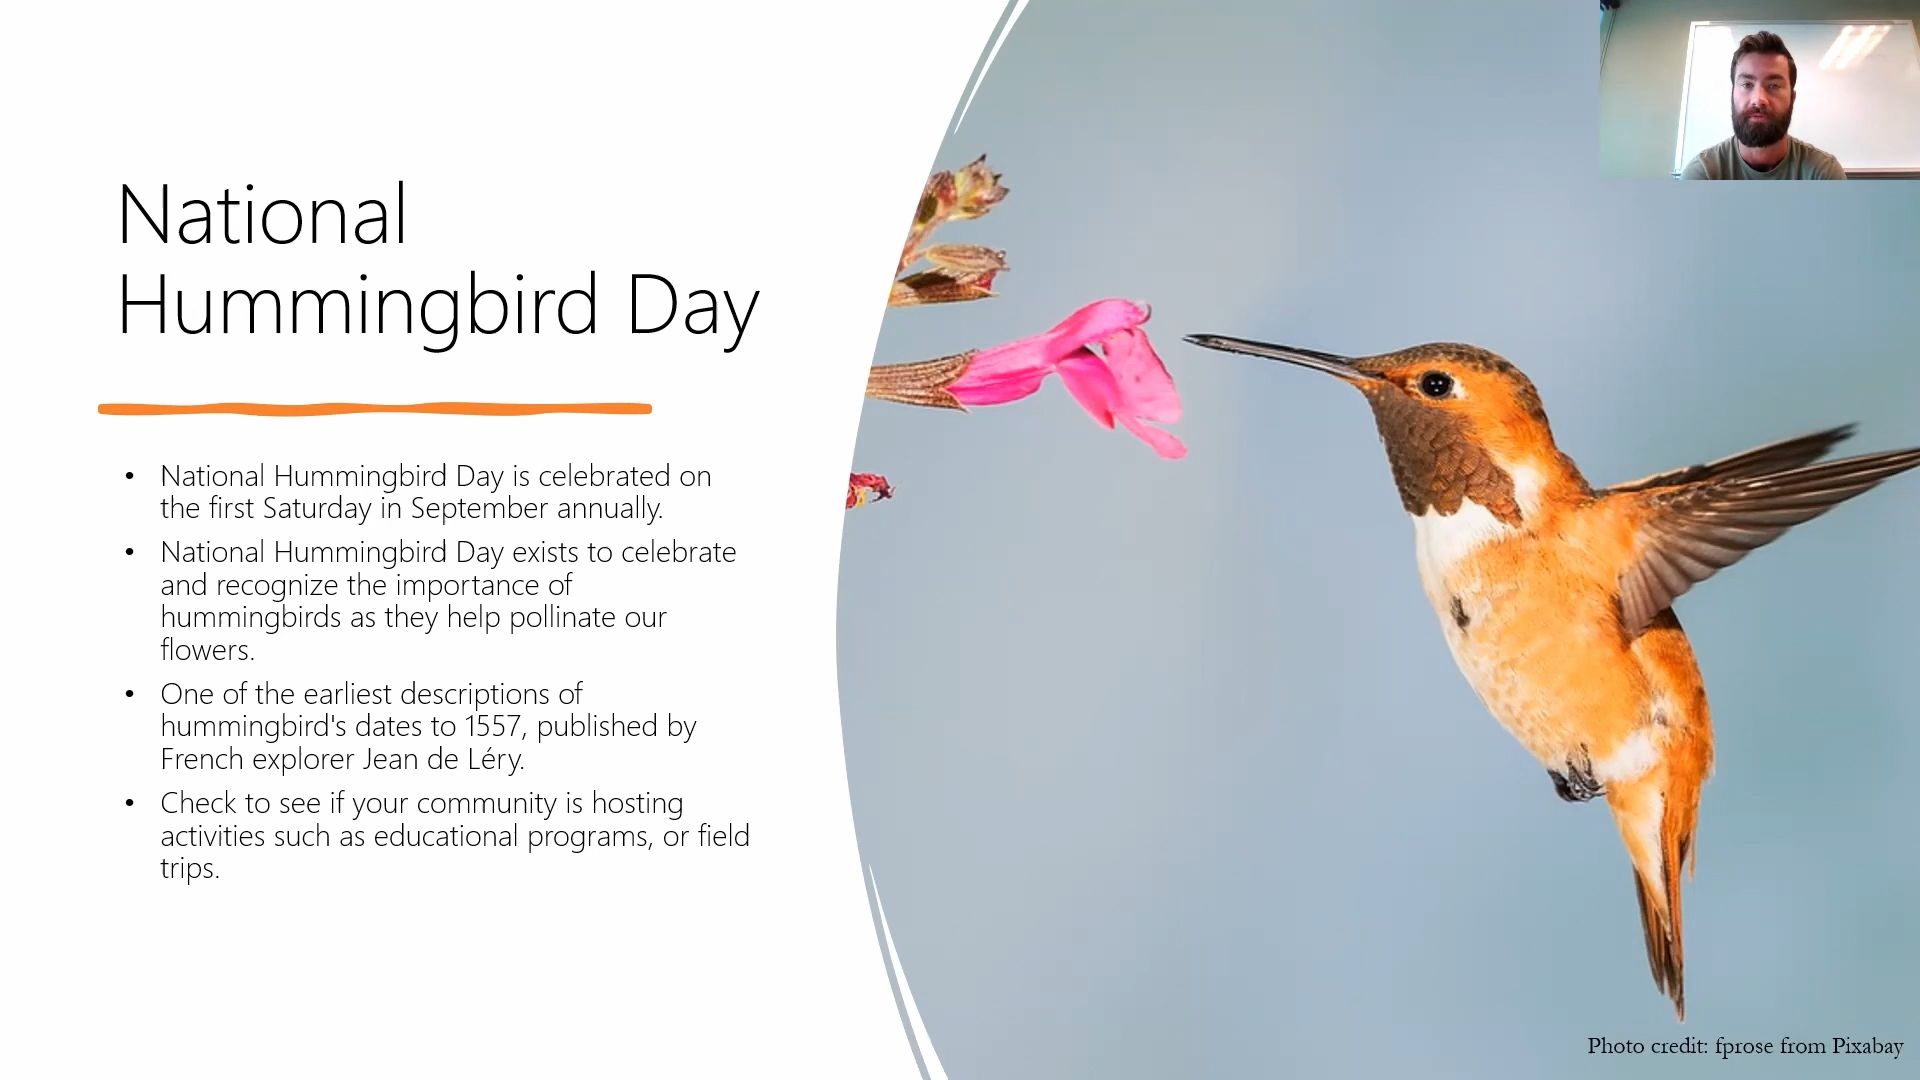 National
Hummingbird Day
• National Hummingbird Day is celebrated on
the first Saturday in September annually.
• National Hummingbird Day exists to celebrate
and recognize the importance of
hummingbirds as they help pollinate our
flowers.
• One of the earliest descriptions of
hummingbird's dates to 1557, published by
French explorer Jean de Léry.
• Check to see if your community is hosting
activities such as educational programs, or field
trips.
Photo credit: fprose from Pixabay